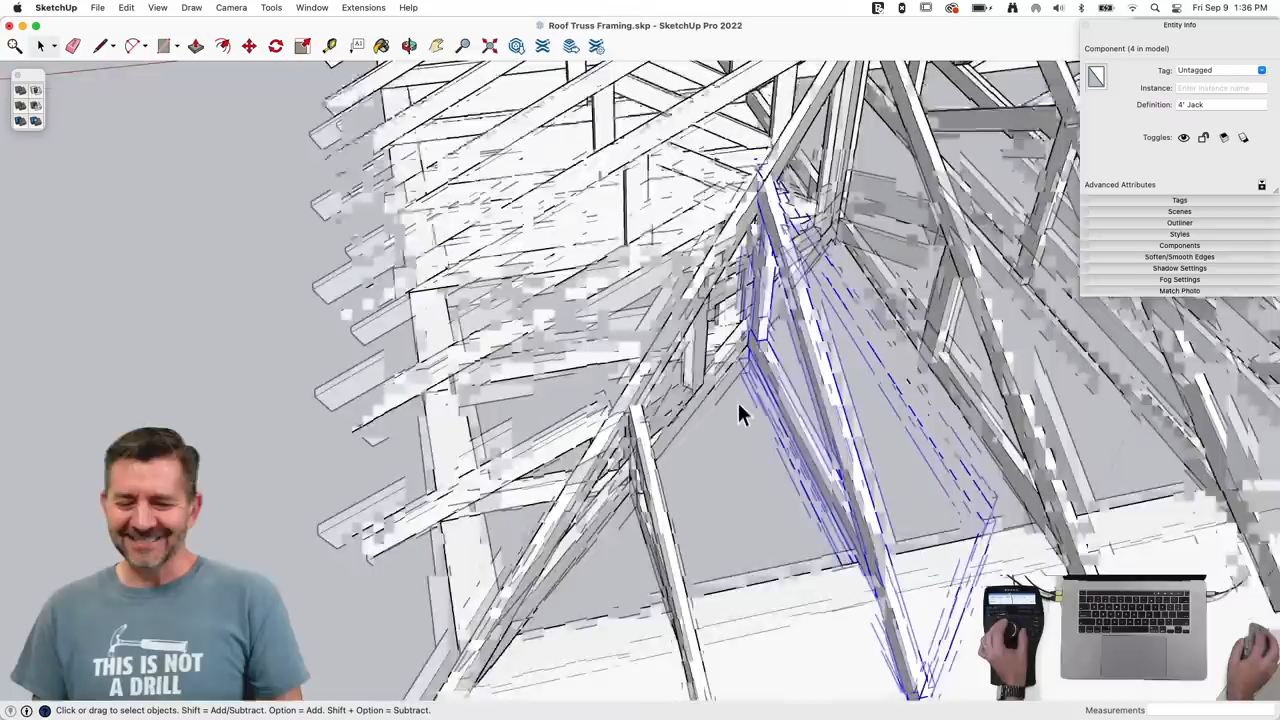 SketchUp File Edit View Draw Camera Tools Window Extensions Help Fri Sep 9 1:36 PM
Roof Truss Framing.skp - SketchUp Pro 2022
Entity Info
Component (4 in model)
Tag: Untagged
Instance: Enter instance name
Definition: 4' Jack
Toggles:
Advanced Attributes
Tags
Scenes
Outliner
Styles
Components
Soften/Smooth Edges
Shadow Settings
Fog Settings
Match Photo
THIS IS NOT
A DRILL
Click or drag to select objects. Shift = Add/Subtract. Option = Add. Shift + Option = Subtract.
Measurements